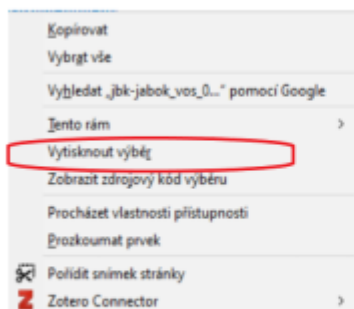 Kopírovat
Vybrat vše
Vyhledat „jbk-jabok_vos_0...“ pomocí Google
Tento rám
Vytisknout výběr
Zobrazit zdrojový kód výběru
Procházet vlastnosti přístupnosti
Prozkoumat prvek
Pořídit snímek stránky
Zotero Connector